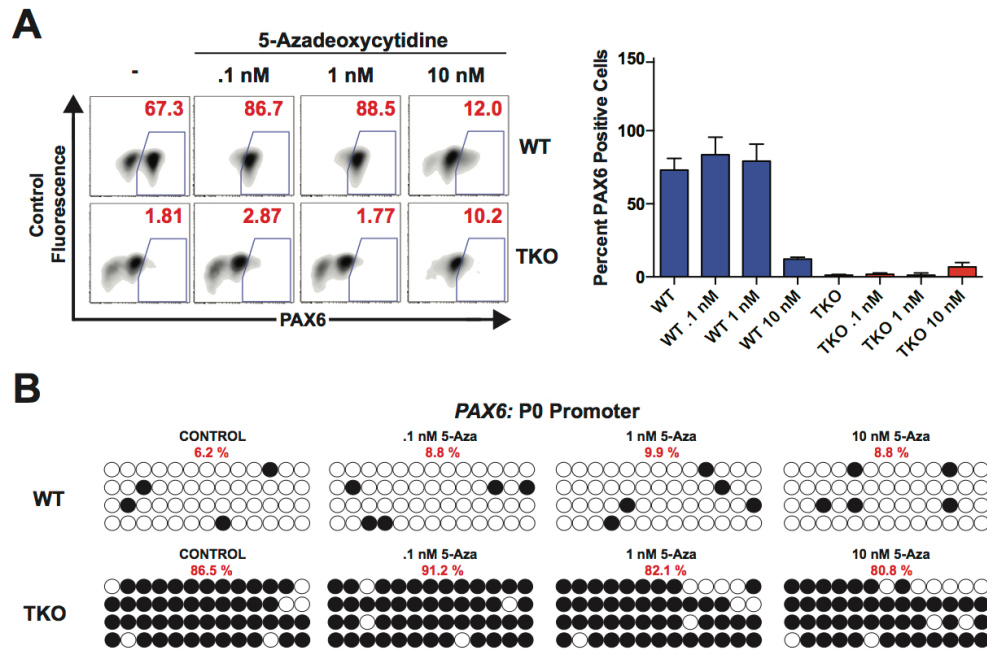 A
5-Azadeoxycytidine
- .1 nM 1 nM 10 nM
67.3 86.7 88.5 12.0
WT
1.81 2.87 1.77 10.2
TKO
Control
Fluorescence
PAX6
Percent PAX6 Positive Cells
150
100
50
0
WT
WT .1 nM
WT 1 nM
WT 10 nM
TKO
TKO .1 nM
TKO 1 nM
TKO 10 nM
B
PAX6: P0 Promoter
CONTROL .1 nM 5-Aza 1 nM 5-Aza 10 nM 5-Aza
6.2 % 8.8 % 9.9 % 8.8 %
WT
CONTROL .1 nM 5-Aza 1 nM 5-Aza 10 nM 5-Aza
86.5 % 91.2 % 82.1 % 80.8 %
TKO